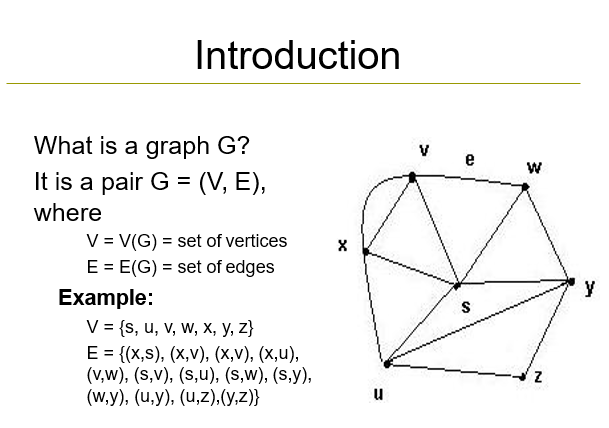 Introduction
What is a graph G?
It is a pair G = (V, E),
where
V = V(G) = set of vertices
E = E(G) = set of edges
Example:
V = {s, u, v, w, x, y, z}
E = {(x,s), (x,v), (x,v), (x,u),
(v,w), (s,v), (s,u), (s,w), (s,y),
(w,y), (u,y), (u,z),(y,z)}
v
e
w
x
s
y
u
z